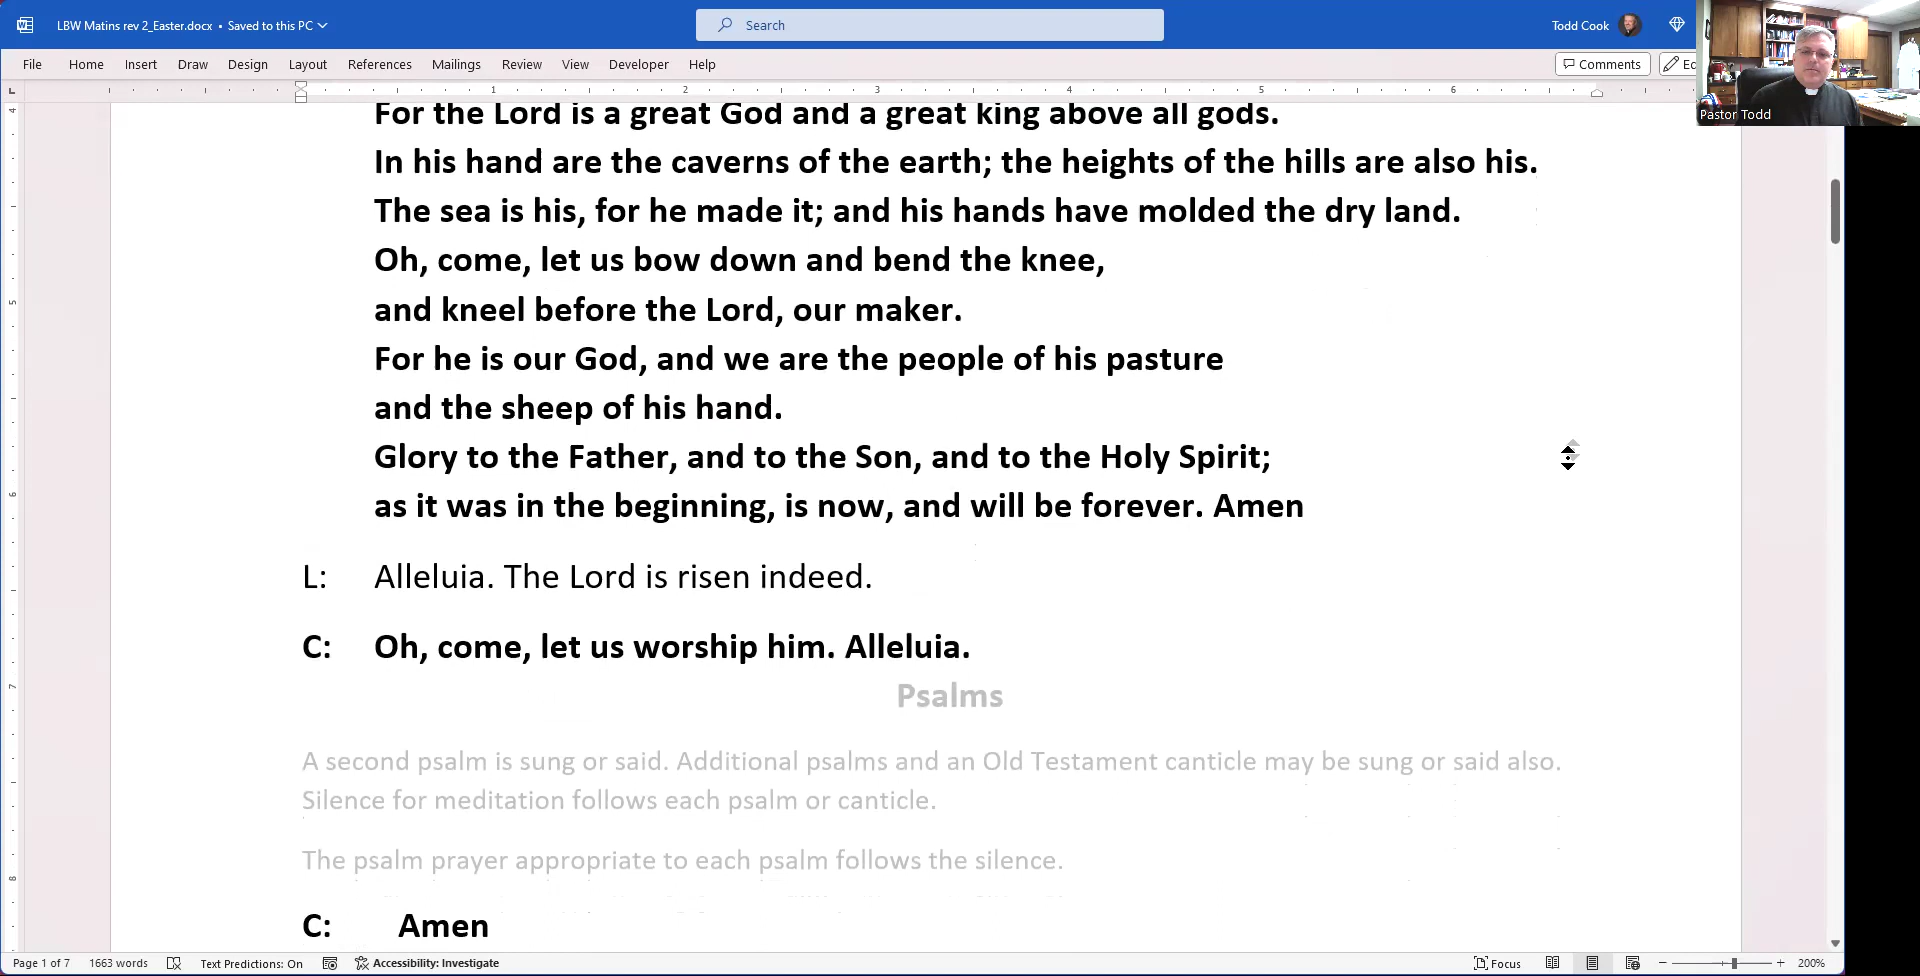 LBW Matins rev 2_Easter.docx • Saved to this PC
Search
Todd Cook
File Home Insert Draw Design Layout References Mailings Review View Developer Help
Comments
1 2 3 4 5 6
Pastor Todd
For the Lord is a great God and a great king above all gods.
In his hand are the caverns of the earth; the heights of the hills are also his.
The sea is his, for he made it; and his hands have molded the dry land.
Oh, come, let us bow down and bend the knee,
and kneel before the Lord, our maker.
For he is our God, and we are the people of his pasture
and the sheep of his hand.
Glory to the Father, and to the Son, and to the Holy Spirit;
as it was in the beginning, is now, and will be forever. Amen
L: Alleluia. The Lord is risen indeed.
C: Oh, come, let us worship him. Alleluia.
Psalms
A second psalm is sung or said. Additional psalms and an Old Testament canticle may be sung or said also.
Silence for meditation follows each psalm or canticle.
The psalm prayer appropriate to each psalm follows the silence.
C: Amen
Page 1 of 7 1663 words Text Predictions: On Accessibility: Investigate Focus 200%